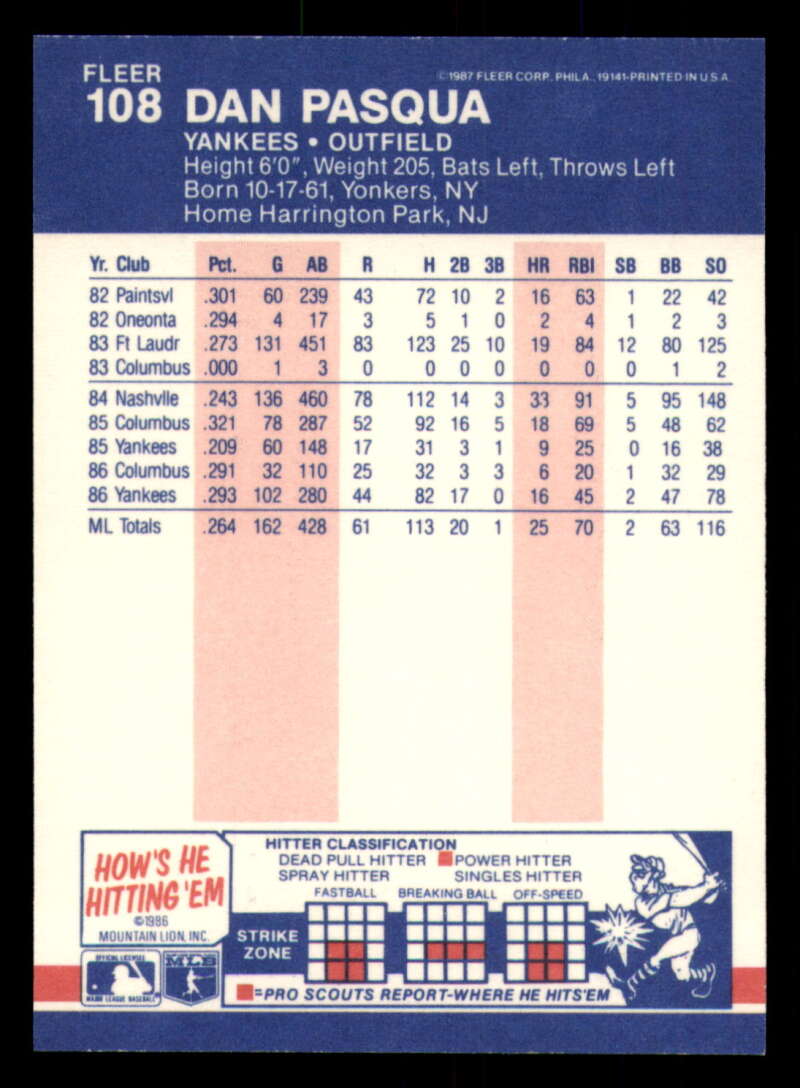 FLEER
©1987 FLEER CORP. PHILA., 19141-PRINTED IN U.S.A.
108 DAN PASQUA
YANKEES • OUTFIELD
Height 6'0", Weight 205, Bats Left, Throws Left
Born 10-17-61, Yonkers, NY
Home Harrington Park, NJ
Yr. Club Pct. G AB R H 2B 3B HR RBI SB BB SO
82 Paintsvl .301 60 239 43 72 10 2 16 63 1 22 42
82 Oneonta .294 4 17 3 5 1 0 2 4 1 2 3
83 Ft Laudr .273 131 451 83 123 25 10 19 84 12 80 125
83 Columbus .000 1 3 0 0 0 0 0 0 0 1 2
84 Nashvlle .243 136 460 78 112 14 3 33 91 5 95 148
85 Columbus .321 78 287 52 92 16 5 18 69 5 48 62
85 Yankees .209 60 148 17 31 3 1 9 25 0 16 38
86 Columbus .291 32 110 25 32 3 3 6 20 1 32 29
86 Yankees .293 102 280 44 82 17 0 16 45 2 47 78
ML Totals .264 162 428 61 113 20 1 25 70 2 63 116
HOW'S HE
HITTING 'EM
©1986
MOUNTAIN LION, INC.
OFFICIAL LICENSEE
MAJOR LEAGUE BASEBALL
MLB
HITTER CLASSIFICATION
DEAD PULL HITTER POWER HITTER
SPRAY HITTER SINGLES HITTER
FASTBALL BREAKING BALL OFF-SPEED
STRIKE
ZONE
=PRO SCOUTS REPORT-WHERE HE HITS'EM